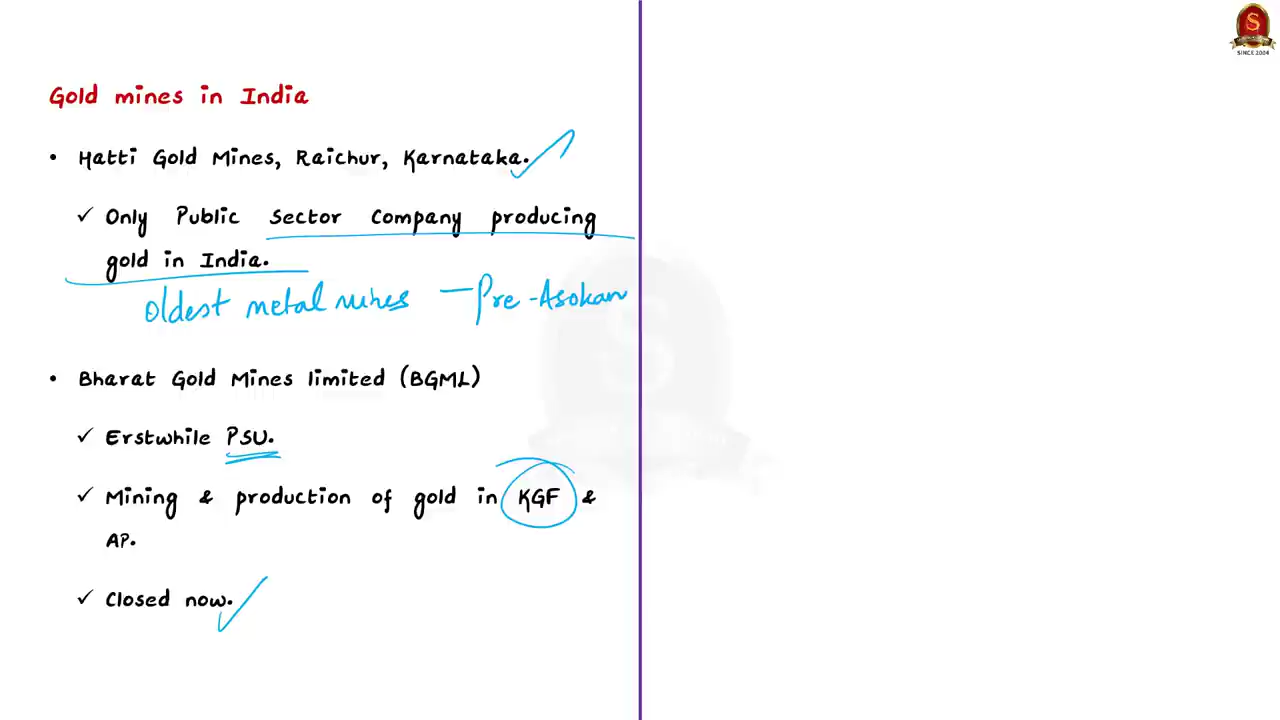 SINCE 2004
Gold mines in India
• Hatti Gold Mines, Raichur, Karnataka.
✓ Only Public Sector Company producing
gold in India.
Oldest metal mines - Pre-Asokan
• Bharat Gold Mines limited (BGML)
✓ Erstwhile PSU.
✓ Mining & production of gold in KGF &
AP.
✓ Closed now.